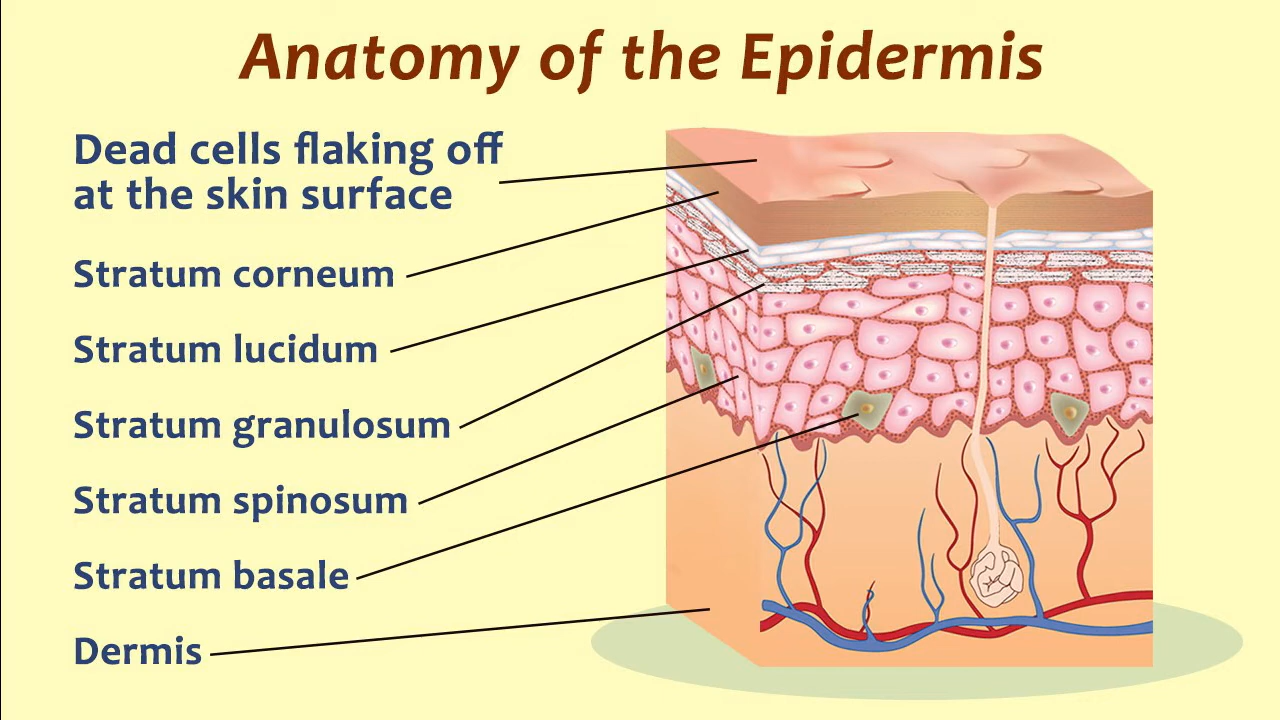 Anatomy of the Epidermis
Dead cells flaking off
at the skin surface
Stratum corneum
Stratum lucidum
Stratum granulosum
Stratum spinosum
Stratum basale
Dermis